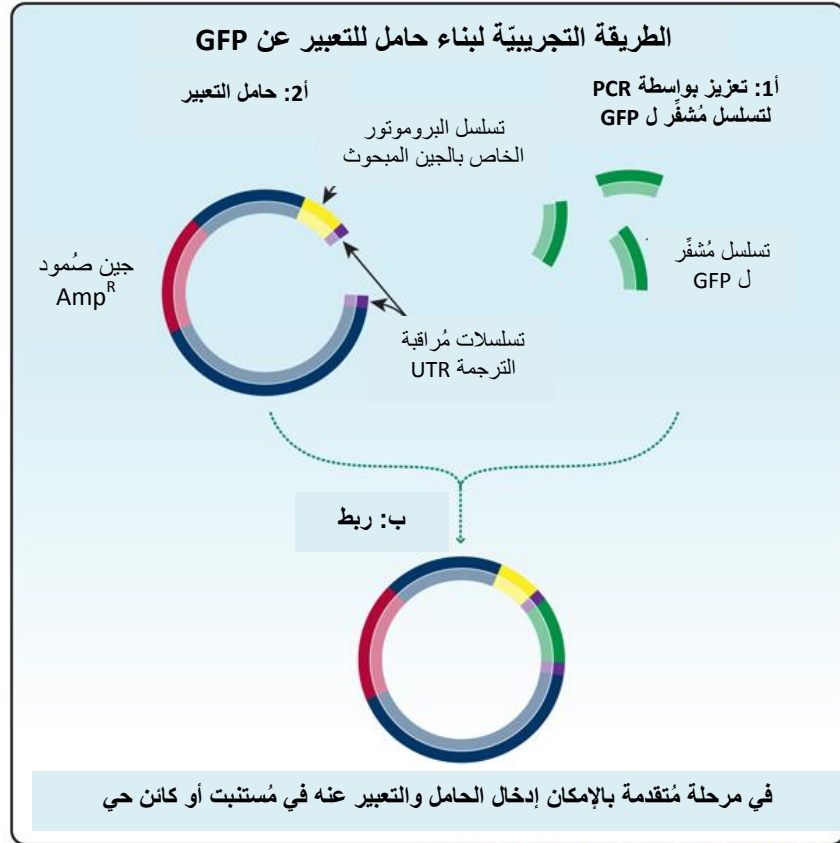 الطريقة التجريبيّة لبناء حامل للتعبير عن GFP
أ1: تعزيز بواسطة PCR
لتسلسل مُشفِّر ل GFP
أ2: حامل التعبير
تسلسل البروموتور
الخاص بالجين المبحوث
تسلسل مُشفِّر
ل GFP
جين صُمود
Amp^R
تسلسلات مُراقبة
الترجمة UTR
ب: ربط
في مرحلة مُتقدمة بالإمكان إدخال الحامل والتعبير عنه في مُستنبت أو كائن حي